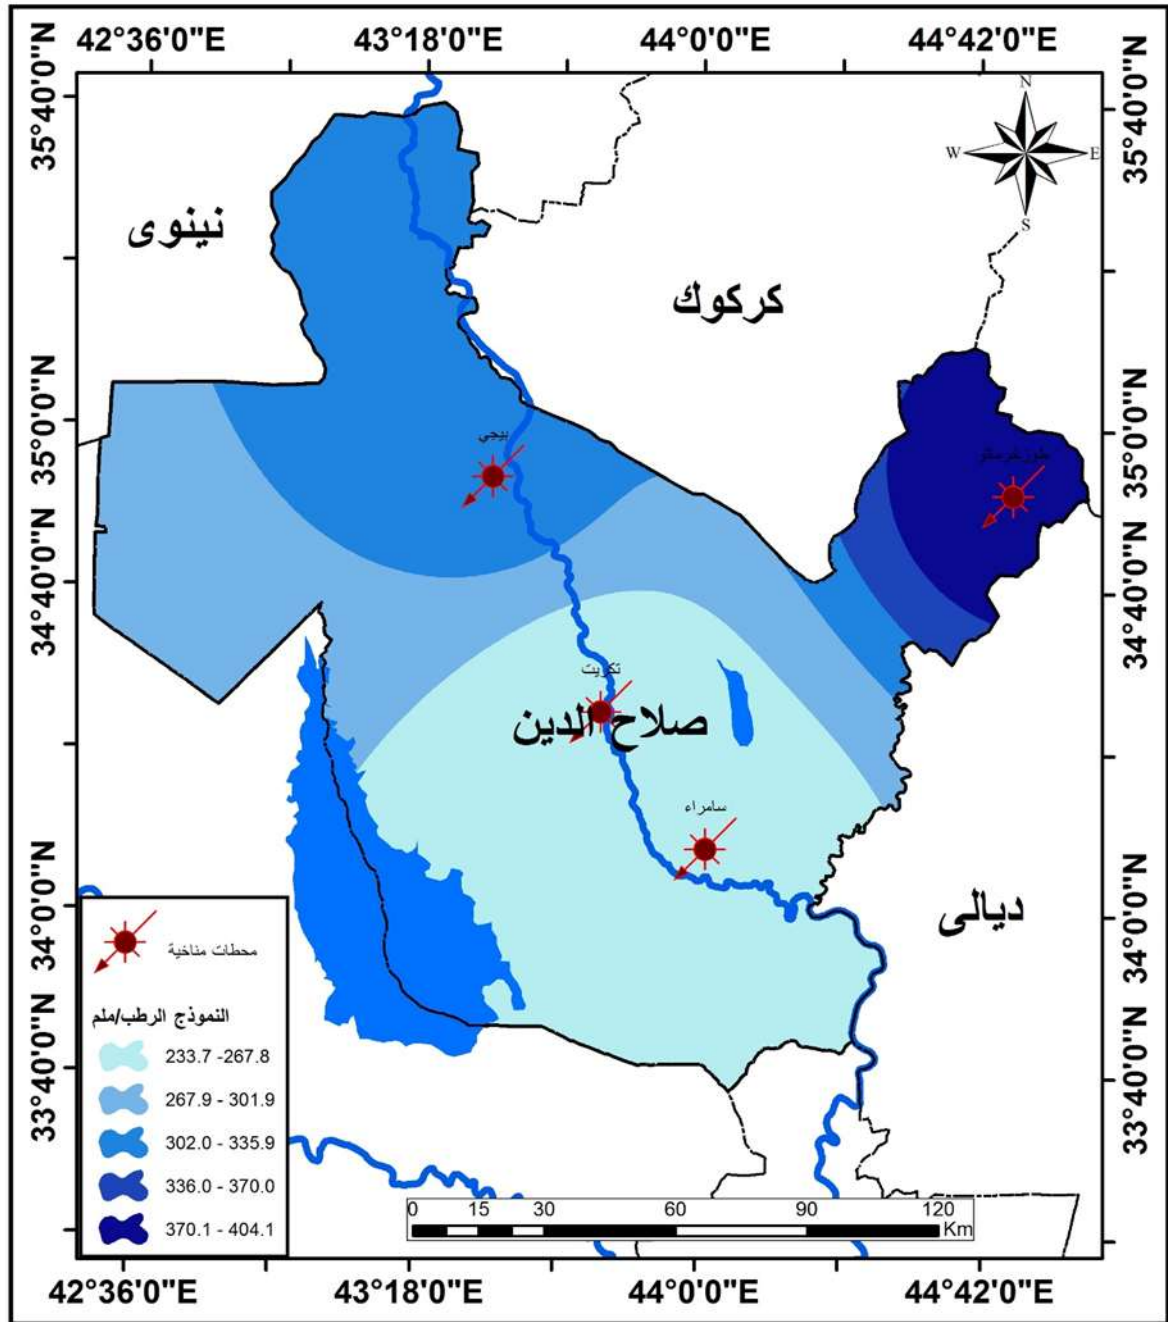 42°36'0"E 43°18'0"E 44°0'0"E 44°42'0"E
35°40'0"N
35°0'0"N
34°40'0"N
34°0'0"N
33°40'0"N
35°40'0"N
35°0'0"N
34°40'0"N
34°0'0"N
33°40'0"N
N
W E
S
نينوى
كركوك
بيجي
طوزخرماتو
تكريت
صلاح الدين
سامراء
ديالى
محطات مناخية
النموذج الرطب/ملم
233.7 -267.8
267.9 - 301.9
302.0 - 335.9
336.0 - 370.0
370.1 - 404.1
0 15 30 60 90 120
Km
42°36'0"E 43°18'0"E 44°0'0"E 44°42'0"E